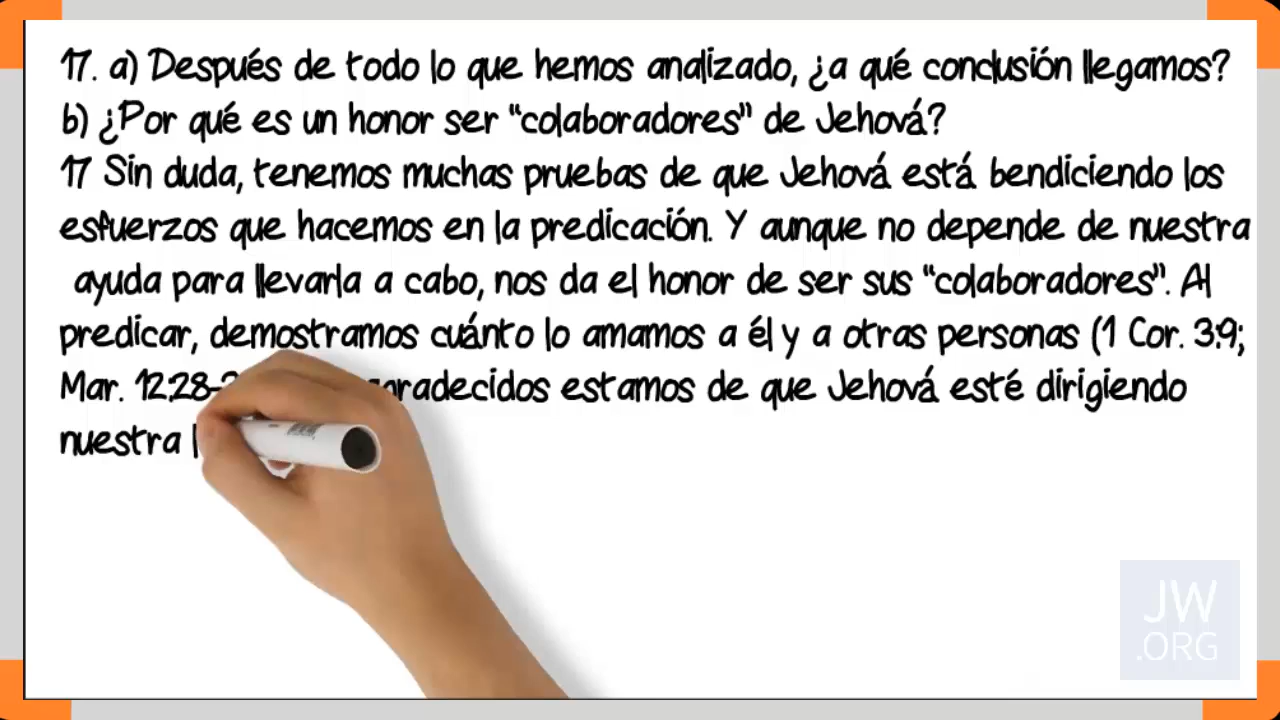 17. a) Después de todo lo que hemos analizado, ¿a qué conclusión llegamos?
b) ¿Por qué es un honor ser “colaboradores” de Jehová?
17 Sin duda, tenemos muchas pruebas de que Jehová está bendiciendo los
esfuerzos que hacemos en la predicación. Y aunque no depende de nuestra
ayuda para llevarla a cabo, nos da el honor de ser sus “colaboradores”. Al
predicar, demostramos cuánto lo amamos a él y a otras personas (1 Cor. 3:9;
Mar. 12:28- estamos de que Jehová esté dirigiendo
nuestra
JW
.ORG